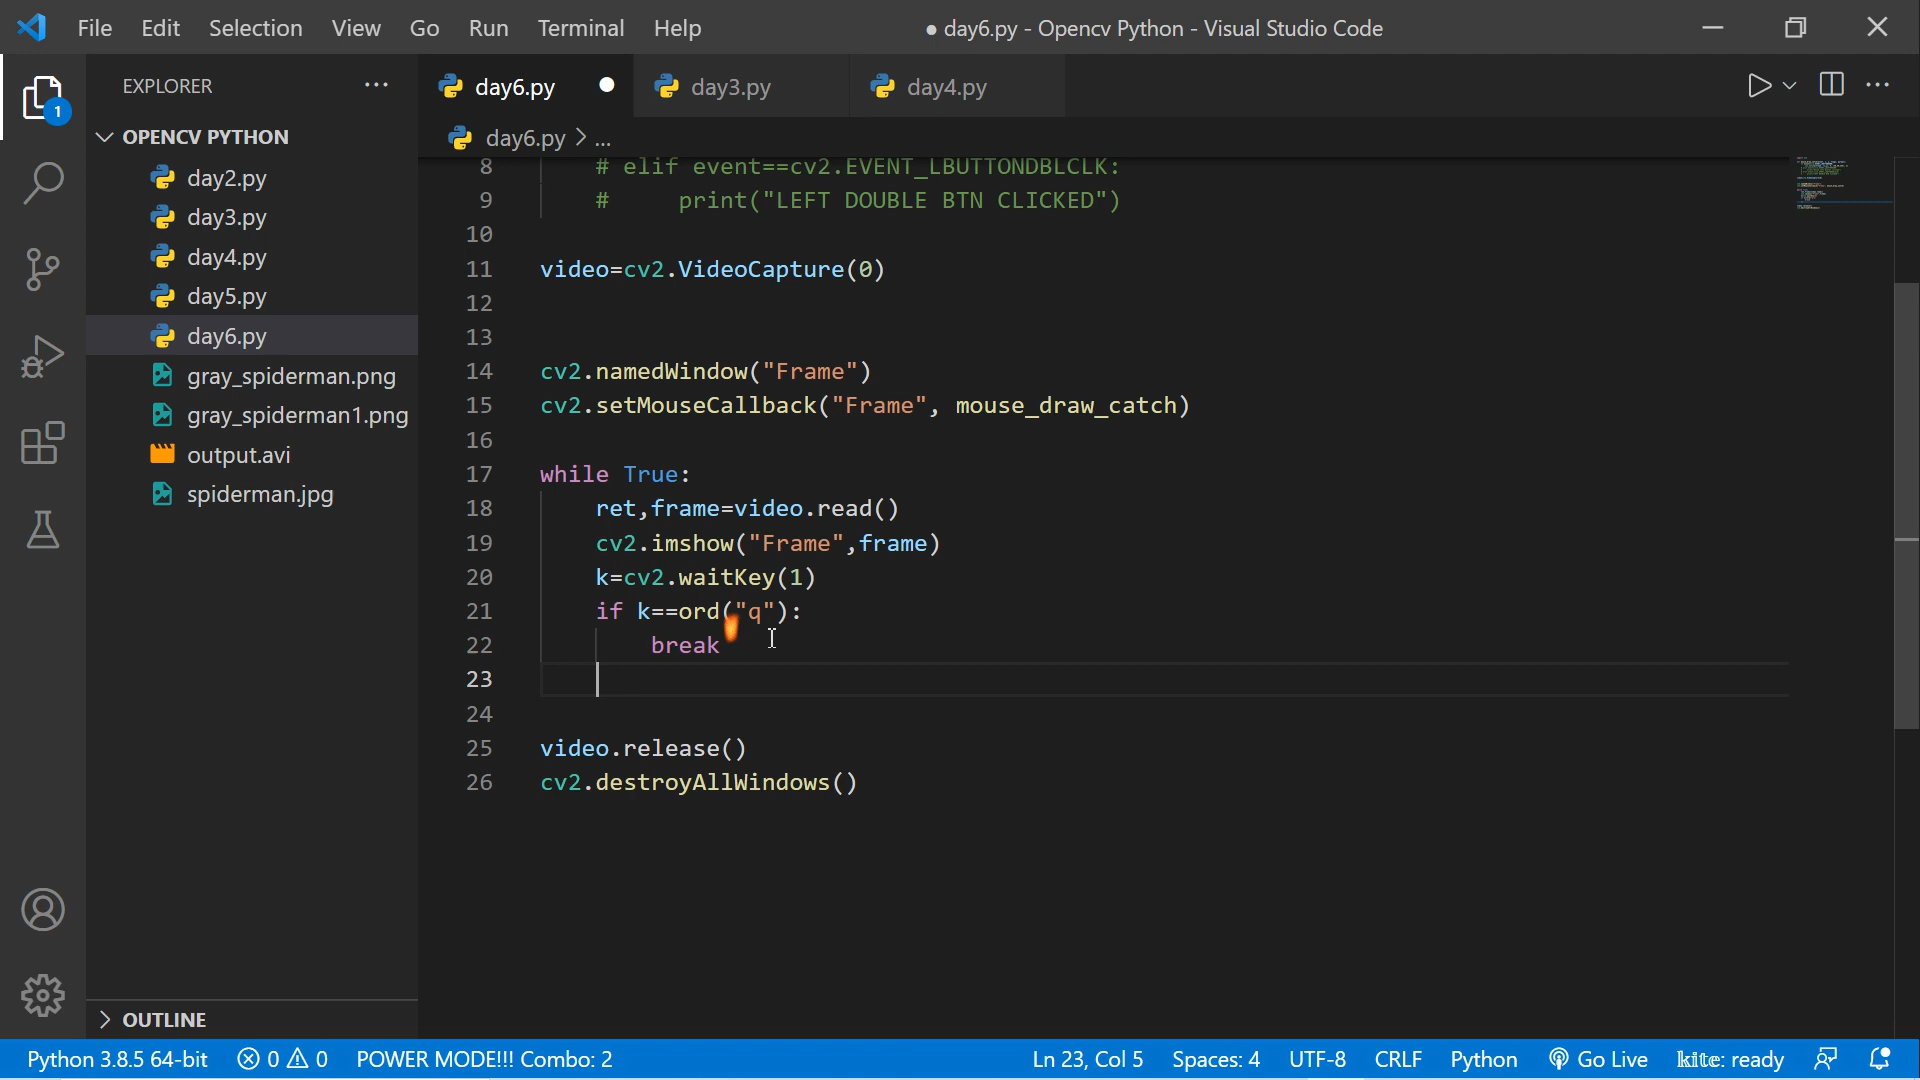 File Edit Selection View Go Run Terminal Help ● day6.py - Opencv Python - Visual Studio Code
EXPLORER ··· day6.py day3.py day4.py
OPENCV PYTHON
day6.py > ...
1
day2.py
day3.py
day4.py
day5.py
day6.py
gray_spiderman.png
gray_spiderman1.png
output.avi
spiderman.jpg
8 # elif event==cv2.EVENT_LBUTTONDBLCLK:
9 # print("LEFT DOUBLE BTN CLICKED")
10
11 video=cv2.VideoCapture(0)
12
13
14 cv2.namedWindow("Frame")
15 cv2.setMouseCallback("Frame", mouse_draw_catch)
16
17 while True:
18 ret,frame=video.read()
19 cv2.imshow("Frame",frame)
20 k=cv2.waitKey(1)
21 if k==ord("q"):
22 break
23
24
25 video.release()
26 cv2.destroyAllWindows()
OUTLINE
Python 3.8.5 64-bit 0 0 POWER MODE!!! Combo: 2 Ln 23, Col 5 Spaces: 4 UTF-8 CRLF Python Go Live kite: ready